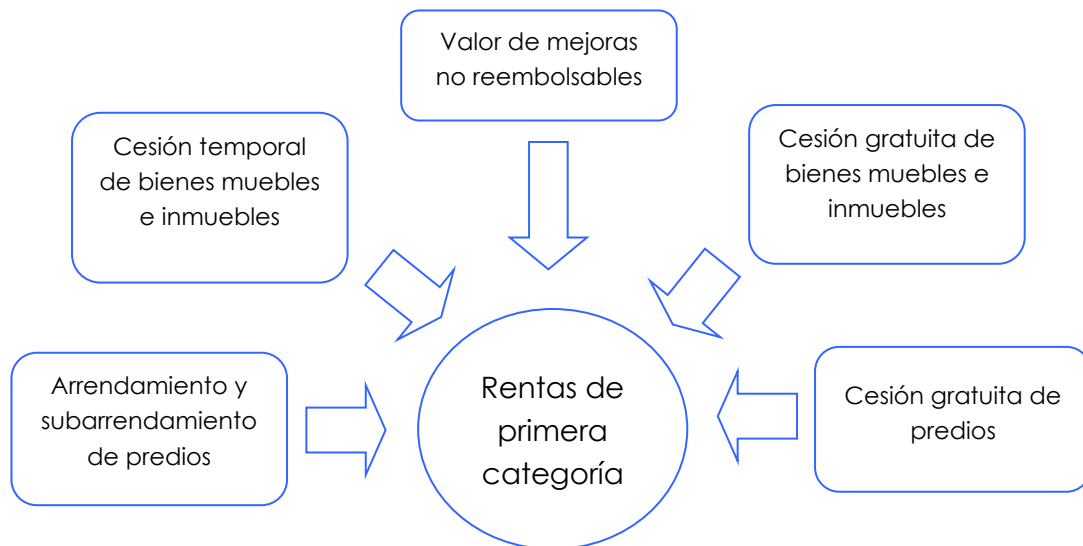 Valor de mejoras
no reembolsables
Cesión temporal
de bienes muebles
e inmuebles
Cesión gratuita de
bienes muebles e
inmuebles
Arrendamiento y
subarrendamiento
de predios
Rentas de
primera
categoría
Cesión gratuita de
predios